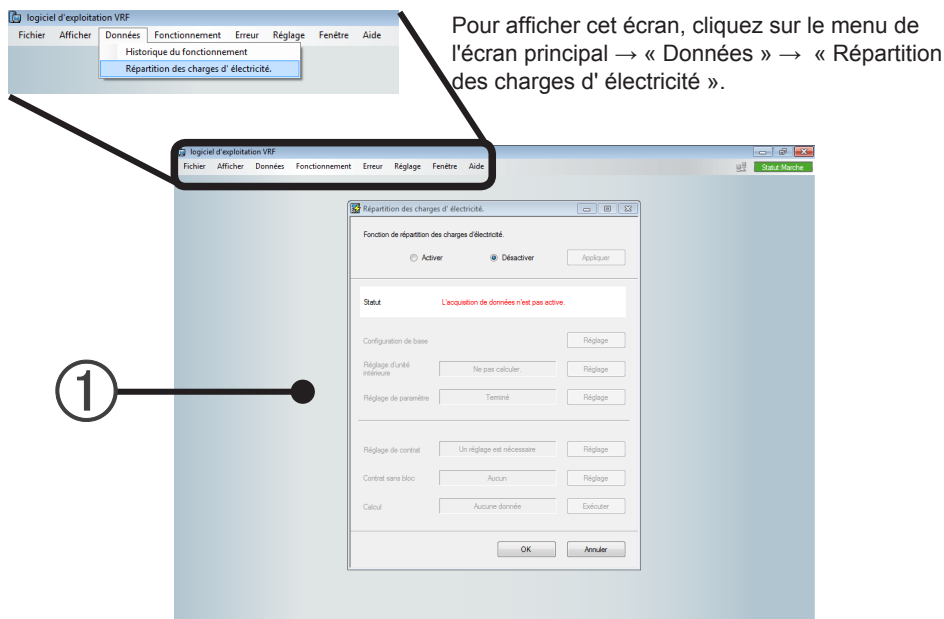 logiciel d'exploitation VRF
Fichier Afficher Données Fonctionnement Erreur Réglage Fenêtre Aide
Historique du fonctionnement
Répartition des charges d' électricité.
Pour afficher cet écran, cliquez sur le menu de
l'écran principal → « Données » → « Répartition
des charges d' électricité ».
logiciel d'exploitation VRF
Fichier Afficher Données Fonctionnement Erreur Réglage Fenêtre Aide
Statut:Marche
Répartition des charges d' électricité.
Fonction de répartition des charges d'électricité.
Activer Désactiver Appliquer
Statut L'acquisition de données n'est pas active.
Configuration de base Réglage
Réglage d'unité
intérieure Ne pas calculer. Réglage
Réglage de paramètre Terminé Réglage
Réglage de contrat Un réglage est nécessaire Réglage
Contrat sans bloc Aucun Réglage
Calcul Aucune donnée Exécuter
OK Annuler
1